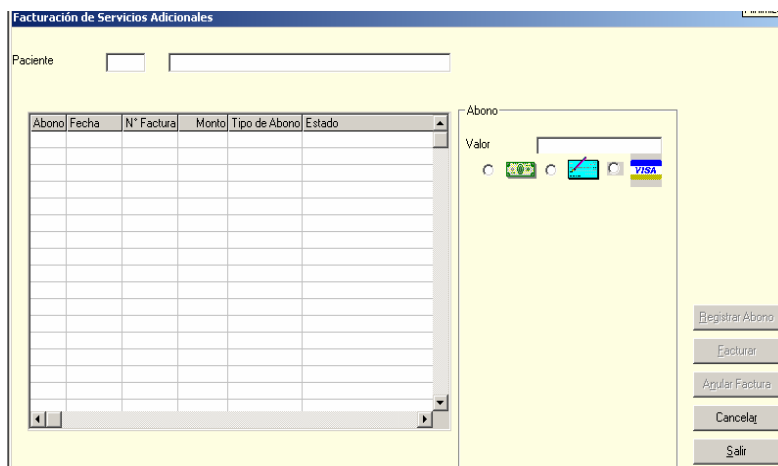 Facturación de Servicios Adicionales
Paciente
Abono Fecha N° Factura Monto Tipo de Abono Estado
Abono
Valor
VISA
Registrar Abono
Facturar
Anular Factura
Cancelar
Salir